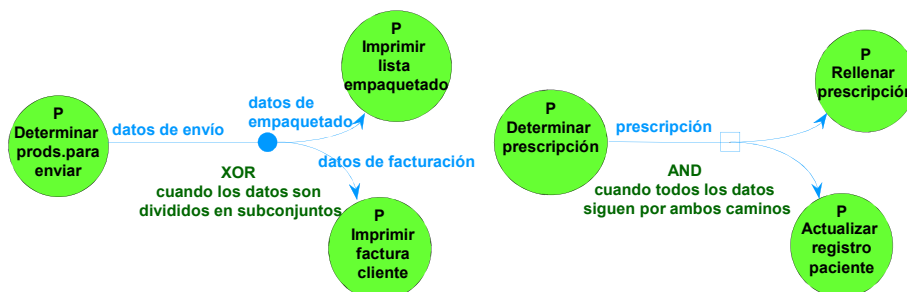 P
Determinar
prods.para
enviar
datos de envío
datos de
empaquetado
P
Imprimir
lista
empaquetado
datos de facturación
XOR
cuando los datos son
divididos en subconjuntos
P
Imprimir
factura
cliente
P
Determinar
prescripción
prescripción
P
Rellenar
prescripción
AND
cuando todos los datos
siguen por ambos caminos
P
Actualizar
registro
paciente